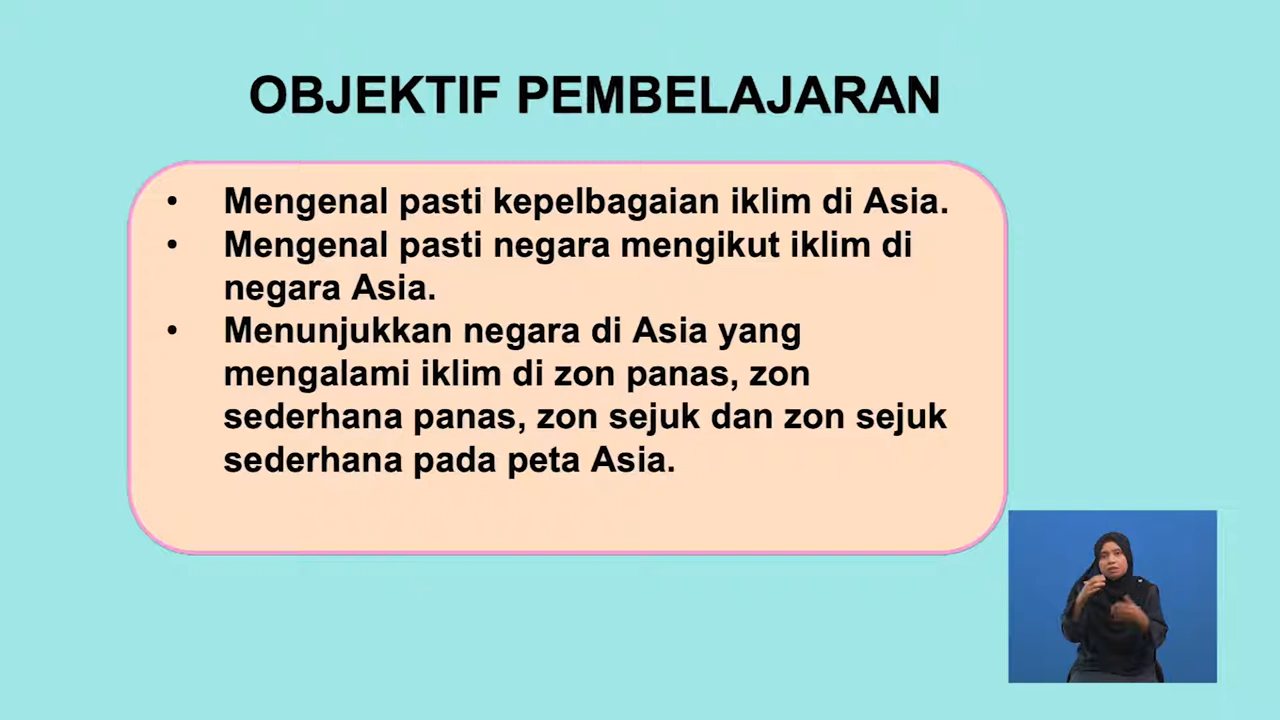 OBJEKTIF PEMBELAJARAN
• Mengenal pasti kepelbagaian iklim di Asia.
• Mengenal pasti negara mengikut iklim di
negara Asia.
• Menunjukkan negara di Asia yang
mengalami iklim di zon panas, zon
sederhana panas, zon sejuk dan zon sejuk
sederhana pada peta Asia.